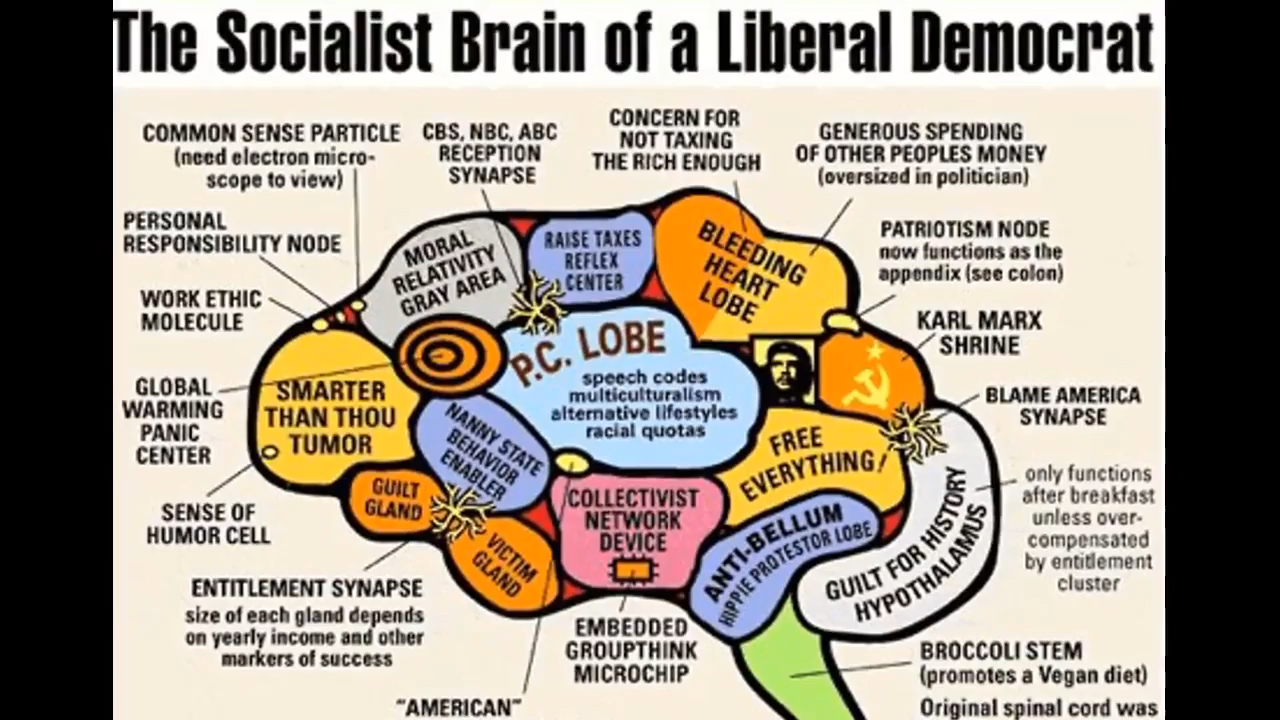 The Socialist Brain of a Liberal Democrat
COMMON SENSE PARTICLE
(need electron micro-
scope to view)
CBS, NBC, ABC
RECEPTION
SYNAPSE
CONCERN FOR
NOT TAXING
THE RICH ENOUGH
GENEROUS SPENDING
OF OTHER PEOPLES MONEY
(oversized in politician)
PERSONAL
RESPONSIBILITY NODE
PATRIOTISM NODE
now functions as the
appendix (see colon)
WORK ETHIC
MOLECULE
MORAL
RELATIVITY
GRAY AREA
RAISE TAXES
REFLEX
CENTER
BLEEDING
HEART
LOBE
KARL MARX
SHRINE
GLOBAL
WARMING
PANIC
CENTER
SMARTER
THAN THOU
TUMOR
P.C. LOBE
speech codes
multiculturalism
alternative lifestyles
racial quotas
BLAME AMERICA
SYNAPSE
NANNY STATE
BEHAVIOR
ENABLER
FREE
EVERYTHING!
SENSE OF
HUMOR CELL
GUILT
GLAND
VICTIM
GLAND
COLLECTIVIST
NETWORK
DEVICE
ANTI-BELLUM
HIPPIE PROTESTOR LOBE
GUILT FOR HISTORY
HYPOTHALAMUS
only functions
after breakfast
unless over-
compensated
by entitlement
cluster
ENTITLEMENT SYNAPSE
size of each gland depends
on yearly income and other
markers of success
EMBEDDED
GROUPTHINK
MICROCHIP
BROCCOLI STEM
(promotes a Vegan diet)
"AMERICAN"
Original spinal cord was